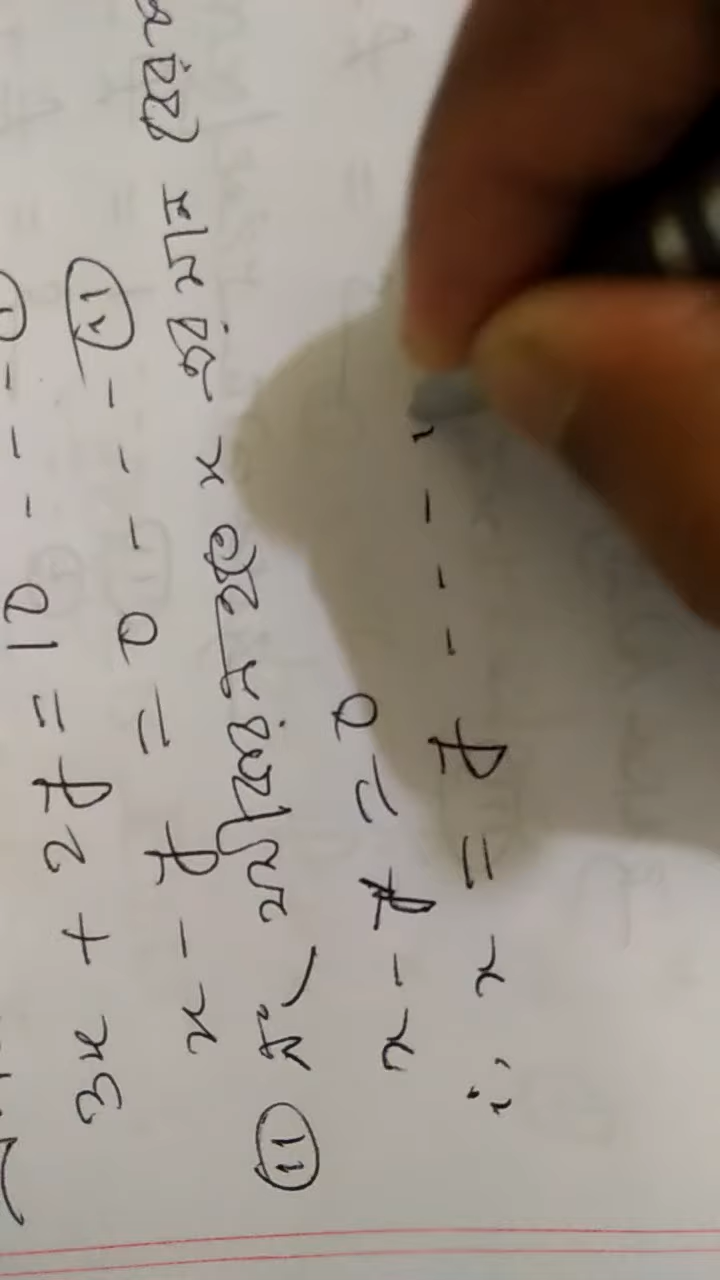 3x + 2y = 10 - - - (i)
x - y = 0 - - - (ii)
(ii) নং সমীকরণ হতে x এর মান
x - y = 0
∴ x = y - - - -